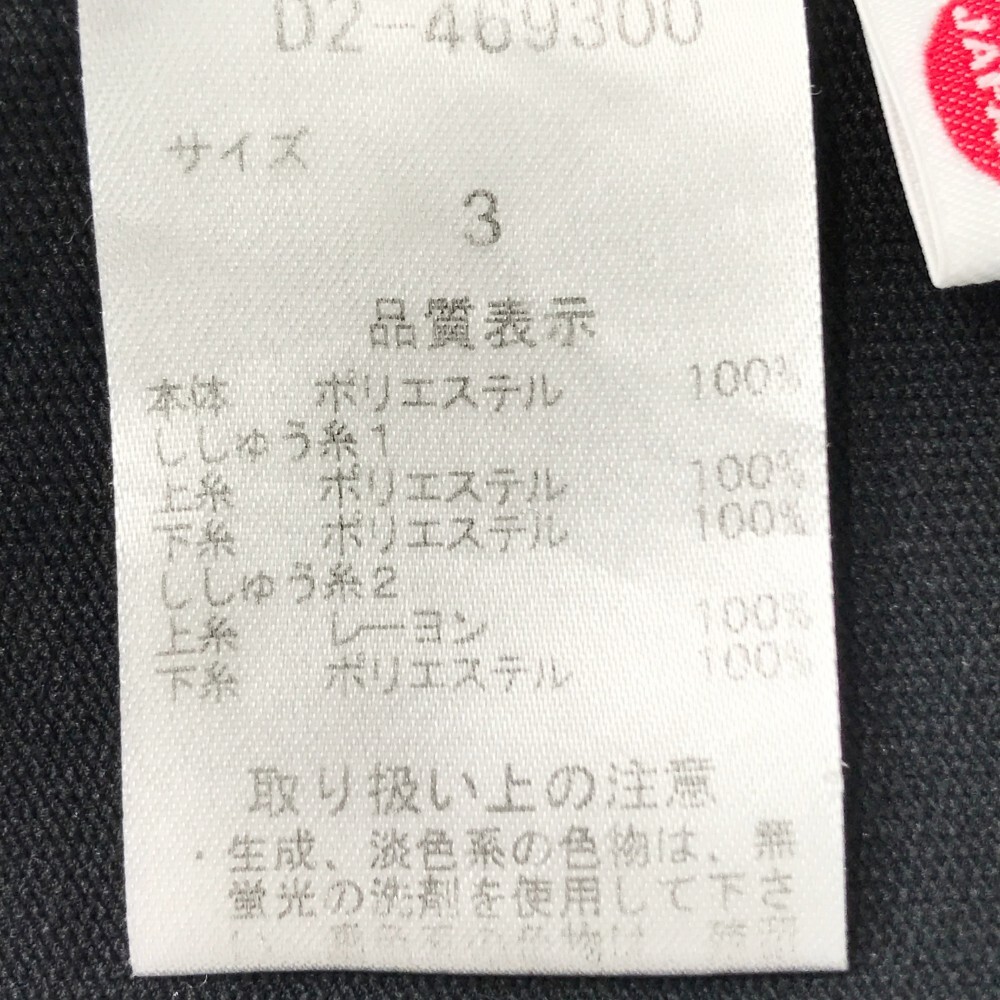 D2-469300
サイズ
3
品質表示
本体 ポリエステル 100%
ししゅう糸1
上糸 ポリエステル 100%
下糸 ポリエステル 100%
ししゅう糸2
上糸 レーヨン 100%
下糸 ポリエステル 100%
取り扱い上の注意
・生成、淡色系の色物は、無
蛍光の洗剤を使用して下さ